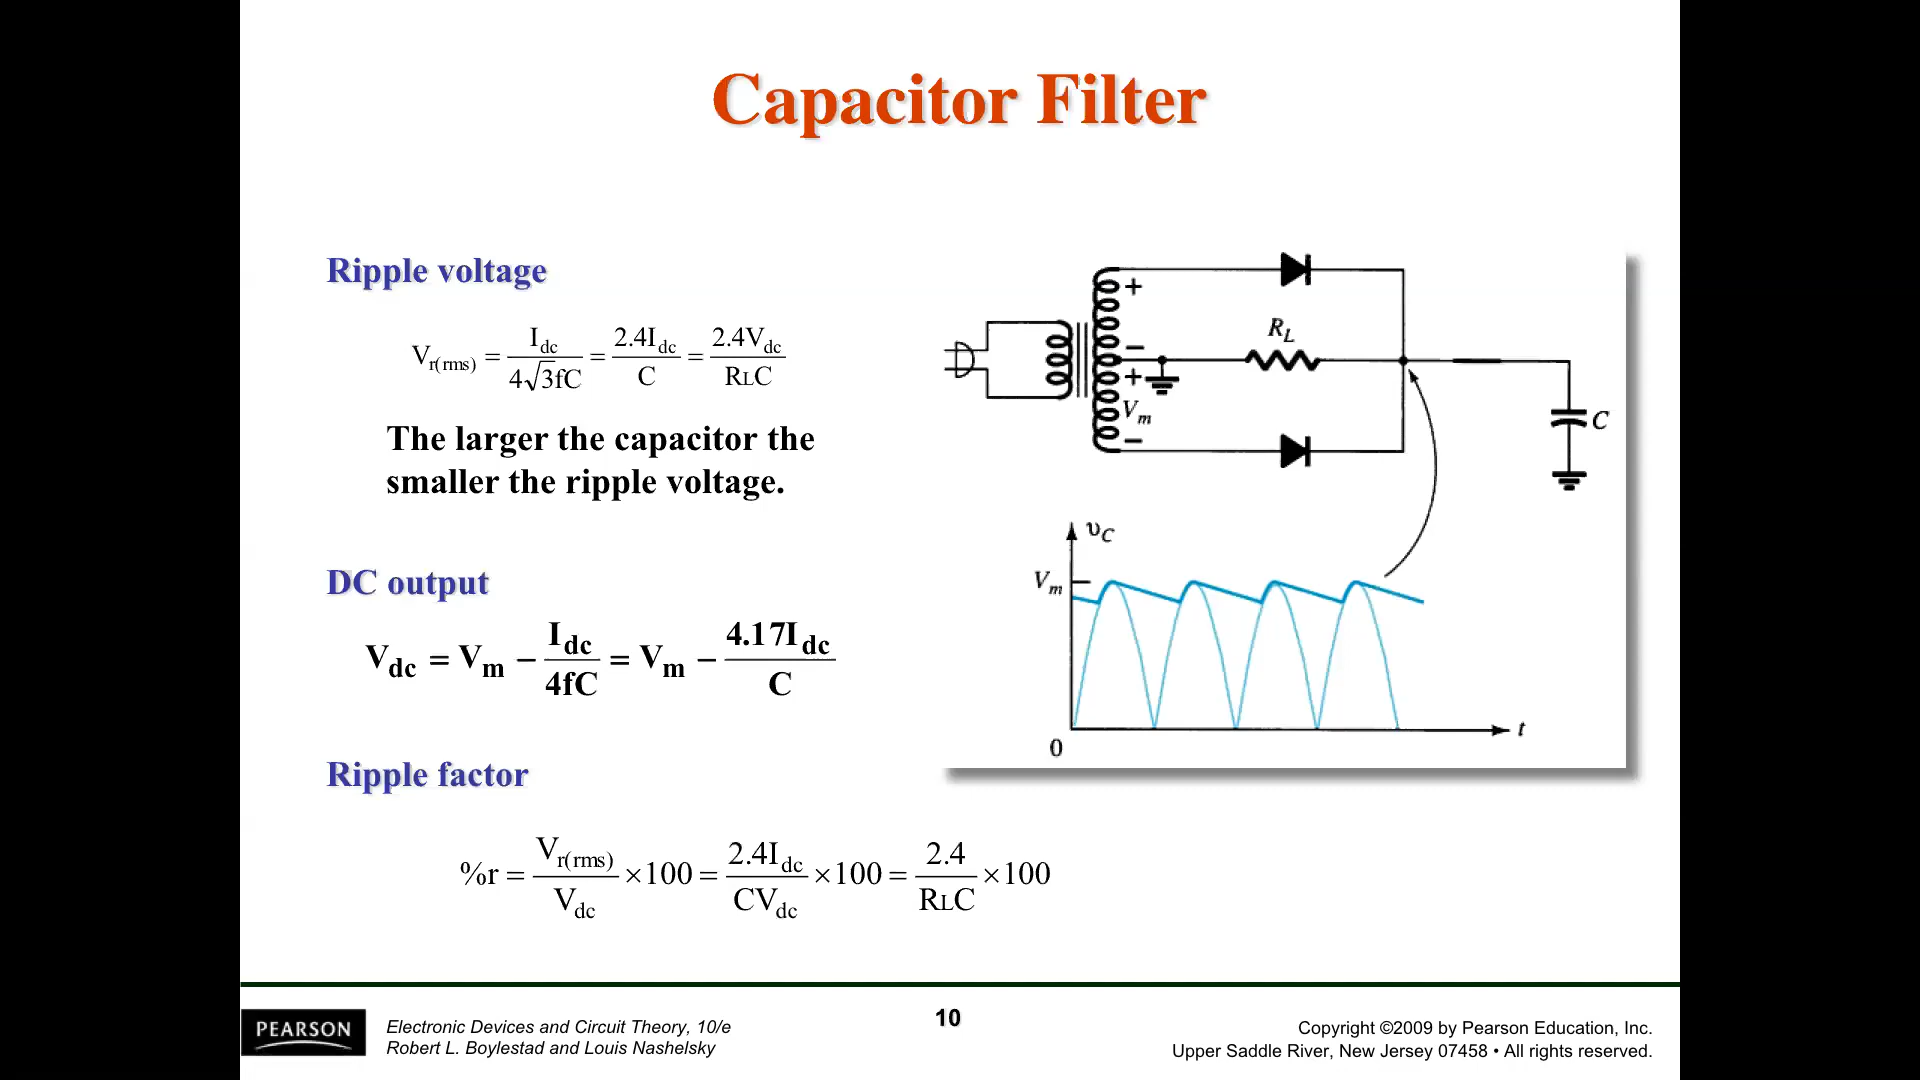 Capacitor Filter
Ripple voltage
V_r(rms) = I_dc / 4√3fC = 2.4I_dc / C = 2.4V_dc / R_LC
The larger the capacitor the
smaller the ripple voltage.
DC output
V_dc = V_m − I_dc / 4fC = V_m − 4.17I_dc / C
Ripple factor
%r = V_r(rms) / V_dc ×100 = 2.4I_dc / CV_dc ×100 = 2.4 / R_LC ×100
+
−
+
V_m
−
R_L
C
υ_C
V_m
0
t
PEARSON
Electronic Devices and Circuit Theory, 10/e
Robert L. Boylestad and Louis Nashelsky
10
Copyright ©2009 by Pearson Education, Inc.
Upper Saddle River, New Jersey 07458 • All rights reserved.